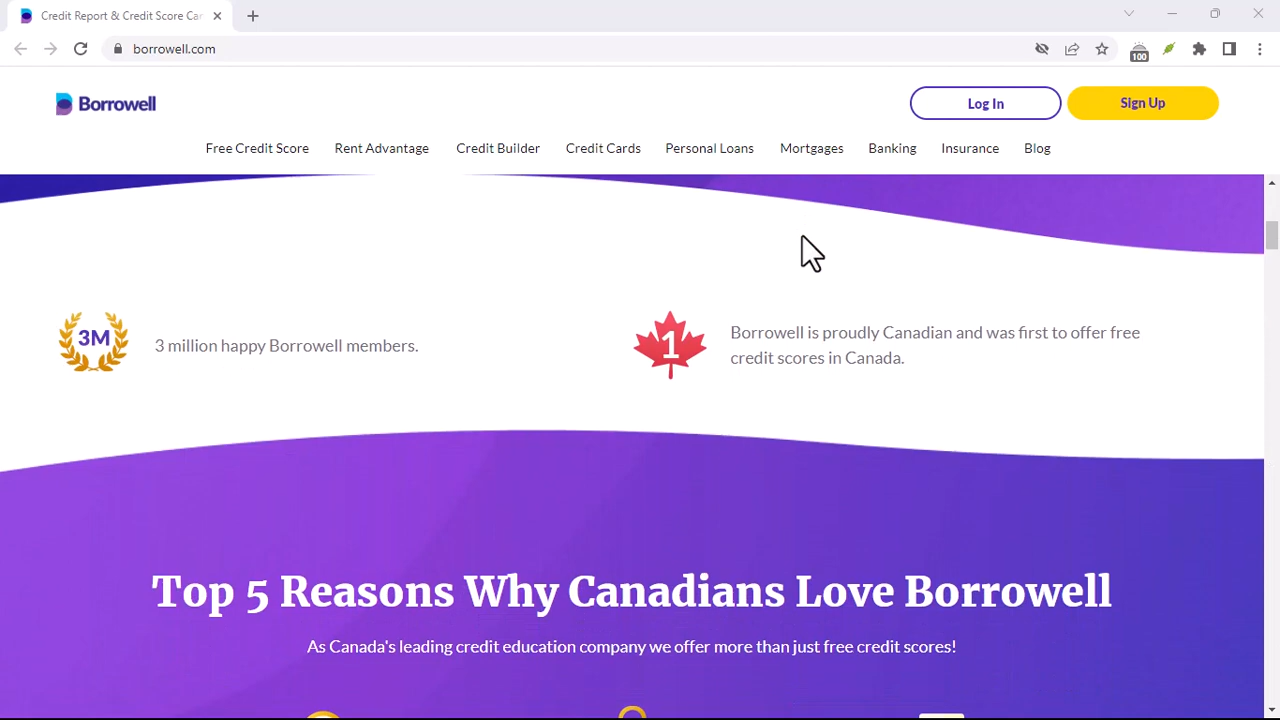 Credit Report & Credit Score Car
borrowell.com
100
Borrowell
Log In
Sign Up
Free Credit Score
Rent Advantage
Credit Builder
Credit Cards
Personal Loans
Mortgages
Banking
Insurance
Blog
3M
3 million happy Borrowell members.
1
Borrowell is proudly Canadian and was first to offer free
credit scores in Canada.
Top 5 Reasons Why Canadians Love Borrowell
As Canada's leading credit education company we offer more than just free credit scores!